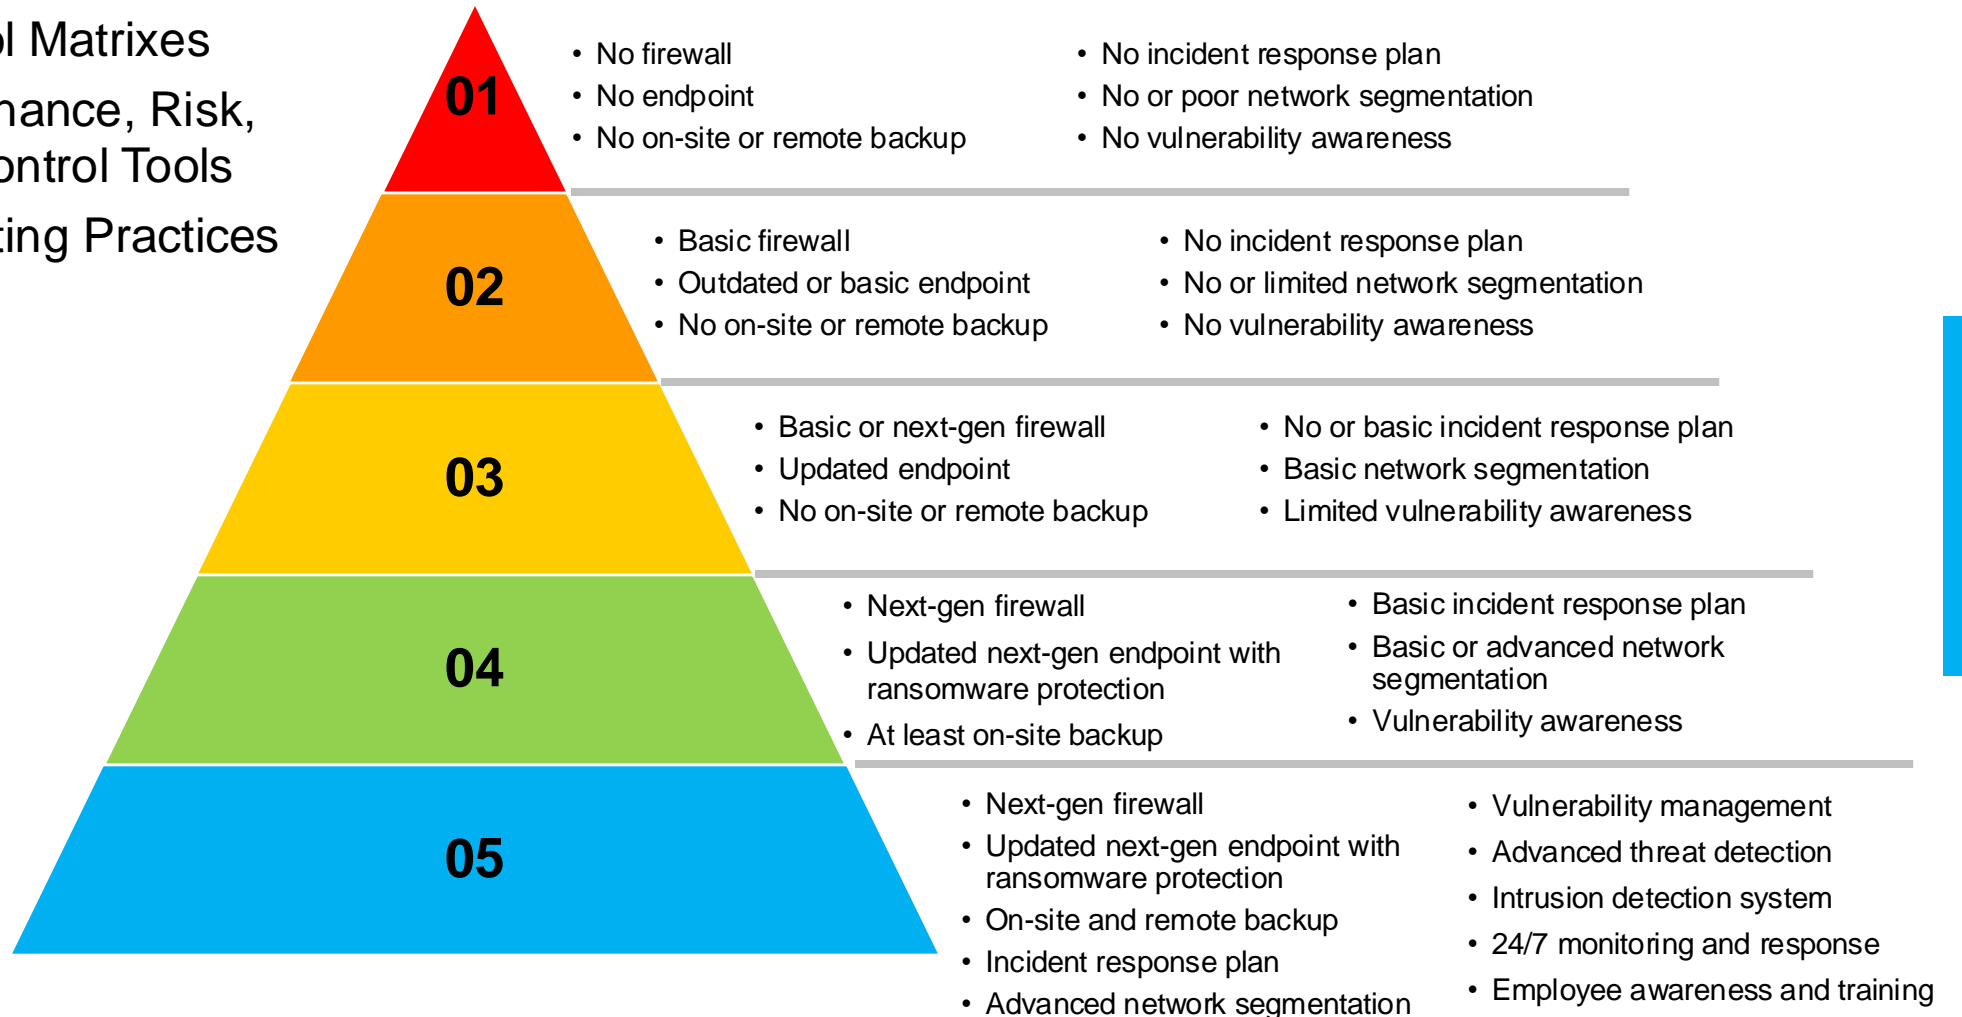 ol Matrixes
nance, Risk,
ontrol Tools
ting Practices
01
• No firewall
• No endpoint
• No on-site or remote backup
• No incident response plan
• No or poor network segmentation
• No vulnerability awareness
02
• Basic firewall
• Outdated or basic endpoint
• No on-site or remote backup
• No incident response plan
• No or limited network segmentation
• No vulnerability awareness
03
• Basic or next-gen firewall
• Updated endpoint
• No on-site or remote backup
• No or basic incident response plan
• Basic network segmentation
• Limited vulnerability awareness
04
• Next-gen firewall
• Updated next-gen endpoint with
ransomware protection
• At least on-site backup
• Basic incident response plan
• Basic or advanced network
segmentation
• Vulnerability awareness
05
• Next-gen firewall
• Updated next-gen endpoint with
ransomware protection
• On-site and remote backup
• Incident response plan
• Advanced network segmentation
• Vulnerability management
• Advanced threat detection
• Intrusion detection system
• 24/7 monitoring and response
• Employee awareness and training